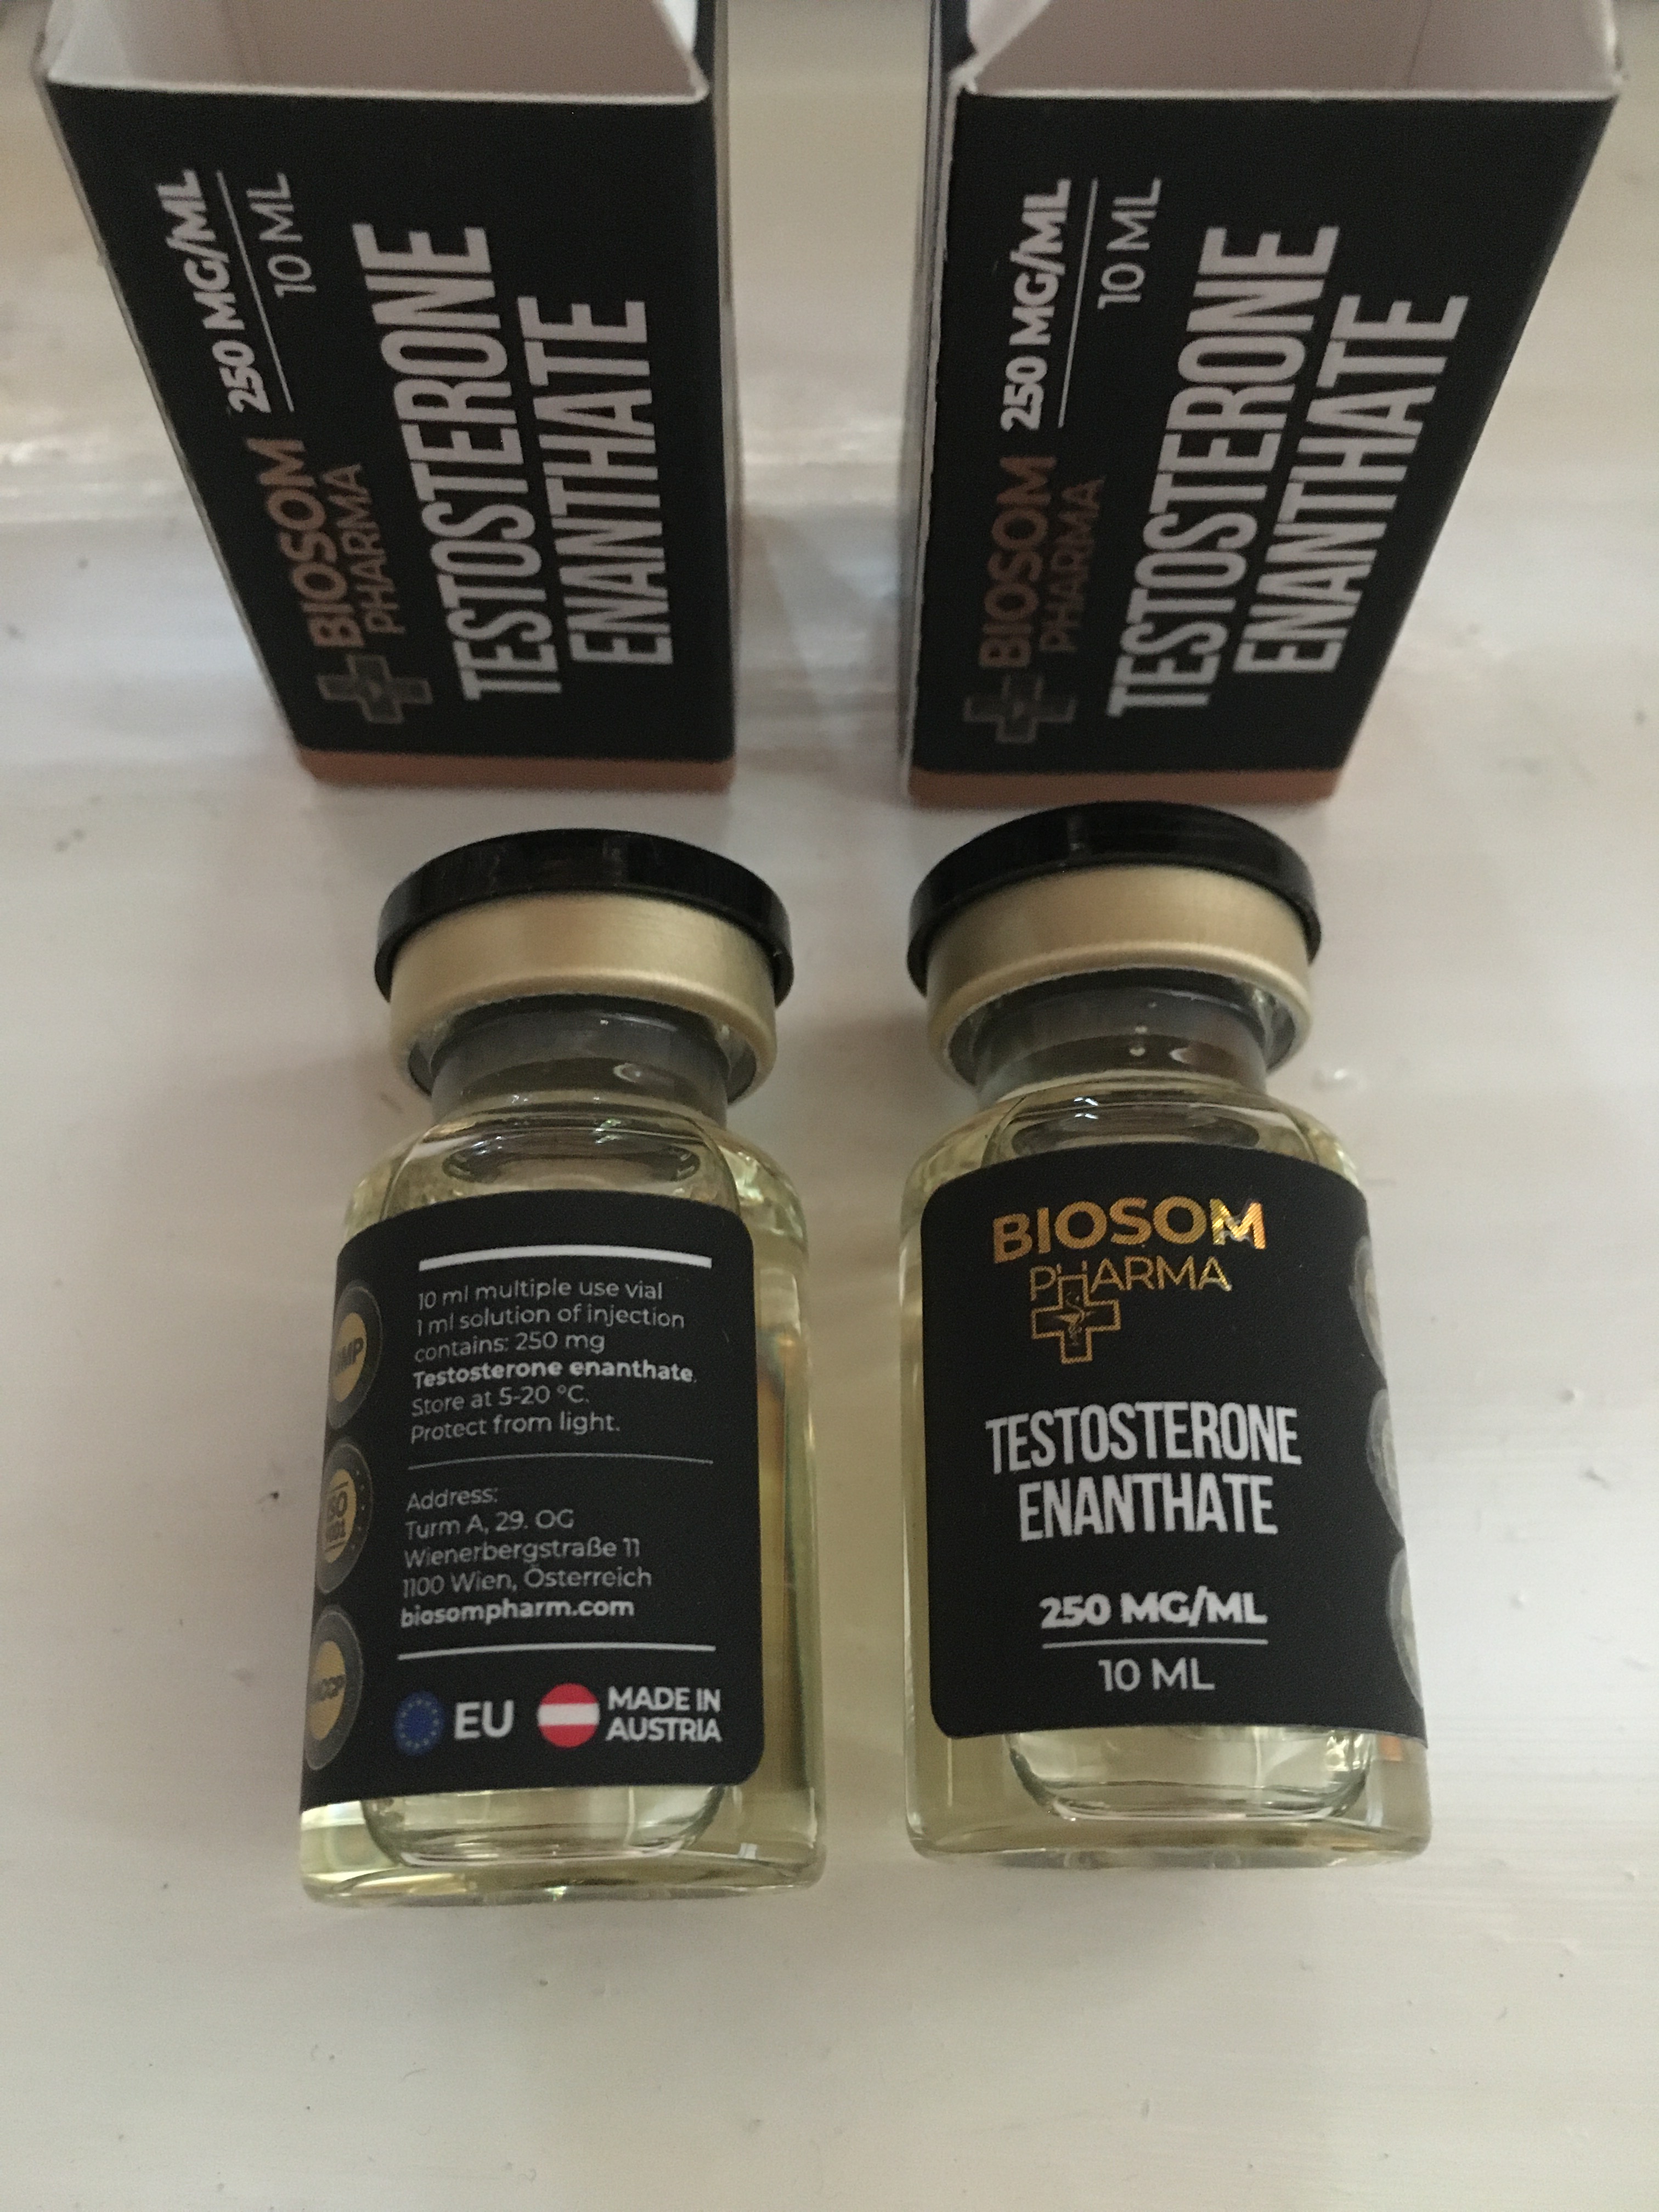 250 MG/ML
10 ML
BIOSOM
PHARMA
TESTOSTERONE
ENANTHATE
250 MG/ML
10 ML
BIOSOM
PHARMA
TESTOSTERONE
ENANTHATE
10 ml multiple use vial
1 ml solution of injection
contains: 250 mg
Testosterone enanthate.
Store at 5-20 °C.
Protect from light.
Address:
Turm A, 29. OG
Wienerbergstraße 11
1100 Wien, Österreich
biosompharm.com
EU
MADE IN
AUSTRIA
BIOSOM
PHARMA
TESTOSTERONE
ENANTHATE
250 MG/ML
10 ML